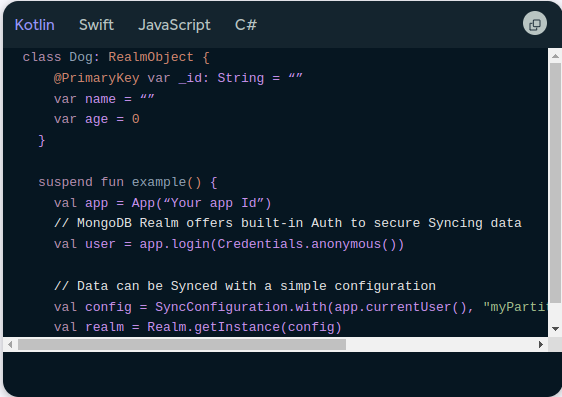 Kotlin Swift JavaScript C#
class Dog: RealmObject {
@PrimaryKey var _id: String = “”
var name = “”
var age = 0
}
suspend fun example() {
val app = App(“Your app Id”)
// MongoDB Realm offers built-in Auth to secure Syncing data
val user = app.login(Credentials.anonymous())
// Data can be Synced with a simple configuration
val config = SyncConfiguration.with(app.currentUser(), "myPartit
val realm = Realm.getInstance(config)